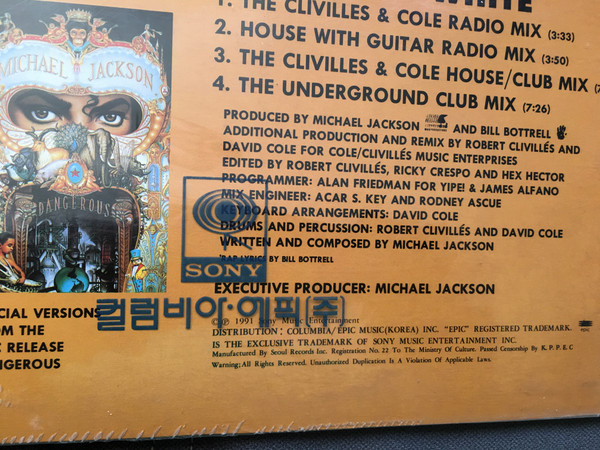 WHITE
1. THE CLIVILLES & COLE RADIO MIX (3:33)
2. HOUSE WITH GUITAR RADIO MIX (3:50)
3. THE CLIVILLES & COLE HOUSE/CLUB MIX
4. THE UNDERGROUND CLUB MIX (7:26)
MICHAEL JACKSON
DANGEROUS
PRODUCED BY MICHAEL JACKSON AND BILL BOTTRELL
ADDITIONAL PRODUCTION AND REMIX BY ROBERT CLIVILLÉS AND
DAVID COLE FOR COLE/CLIVILLÉS MUSIC ENTERPRISES
EDITED BY ROBERT CLIVILLÉS, RICKY CRESPO AND HEX HECTOR
PROGRAMMER: ALAN FRIEDMAN FOR YIPE! & JAMES ALFANO
MIX ENGINEER: ACAR S. KEY AND RODNEY ASCUE
KEYBOARD ARRANGEMENTS: DAVID COLE
DRUMS AND PERCUSSION: ROBERT CLIVILLÉS AND DAVID COLE
WRITTEN AND COMPOSED BY MICHAEL JACKSON
*RAP LYRICS BY BILL BOTTRELL
SONY
EXECUTIVE PRODUCER: MICHAEL JACKSON
컬럼비아·에픽(주)
CIAL VERSIONS
OM THE
RELEASE
NGEROUS
©℗ 1991 Sony Music Entertainment
DISTRIBUTION: COLUMBIA/EPIC MUSIC(KOREA) INC. "EPIC" REGISTERED TRADEMARK.
IS THE EXCLUSIVE TRADEMARK OF SONY MUSIC ENTERTAINMENT INC.
Manufactured By Seoul Records Inc. Registration No. 22 To The Ministry Of Culture. Passed Censorship By K. P. P. E. C
Warning; All Rights Reserved. Unauthorized Duplication Is A Violation Of Applicable Laws.